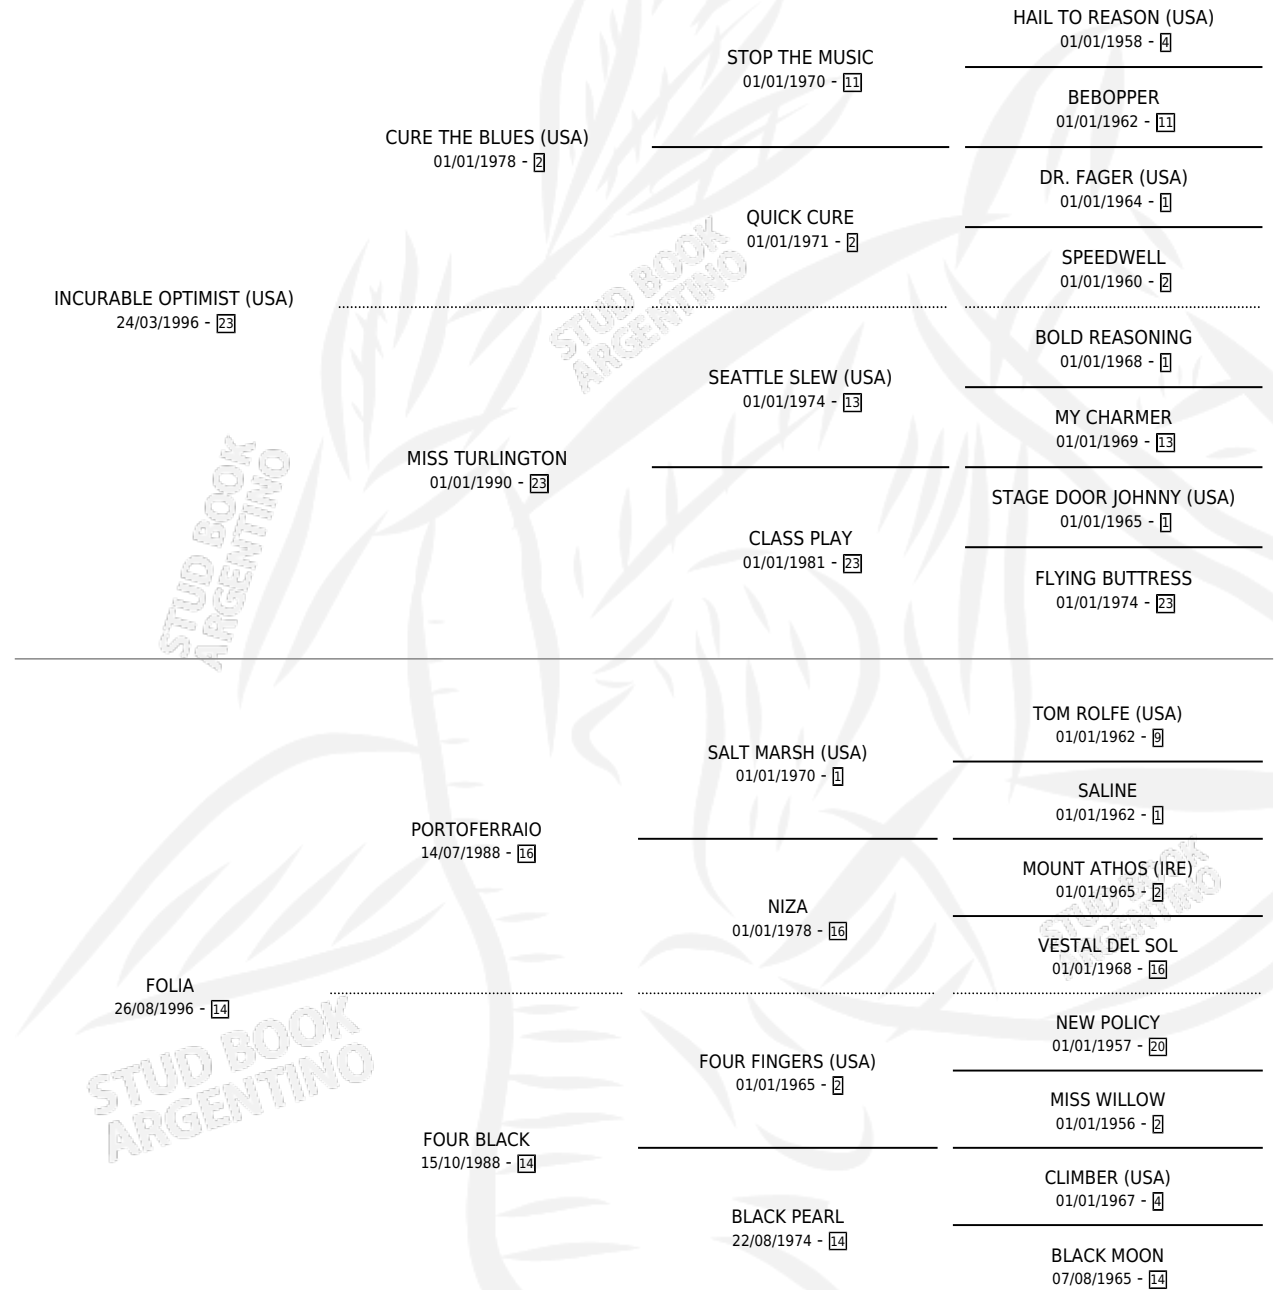 HAIL TO REASON (USA)
01/01/1958 - 4
STOP THE MUSIC
01/01/1970 - 11
BEBOPPER
01/01/1962 - 11
CURE THE BLUES (USA)
01/01/1978 - 2
DR. FAGER (USA)
01/01/1964 - 1
QUICK CURE
01/01/1971 - 2
SPEEDWELL
01/01/1960 - 2
INCURABLE OPTIMIST (USA)
24/03/1996 - 23
BOLD REASONING
01/01/1968 - 1
SEATTLE SLEW (USA)
01/01/1974 - 13
MY CHARMER
01/01/1969 - 13
MISS TURLINGTON
01/01/1990 - 23
STAGE DOOR JOHNNY (USA)
01/01/1965 - 1
CLASS PLAY
01/01/1981 - 23
FLYING BUTTRESS
01/01/1974 - 23
STUD BOOK
ARGENTINO
STUD BOOK
ARGENTINO
TOM ROLFE (USA)
01/01/1962 - 9
SALT MARSH (USA)
01/01/1970 - 1
SALINE
01/01/1962 - 1
PORTOFERRAIO
14/07/1988 - 16
MOUNT ATHOS (IRE)
01/01/1965 - 2
NIZA
01/01/1978 - 16
VESTAL DEL SOL
01/01/1968 - 16
FOLIA
26/08/1996 - 14
NEW POLICY
01/01/1957 - 20
FOUR FINGERS (USA)
01/01/1965 - 2
MISS WILLOW
01/01/1956 - 2
FOUR BLACK
15/10/1988 - 14
CLIMBER (USA)
01/01/1967 - 4
BLACK PEARL
22/08/1974 - 14
BLACK MOON
07/08/1965 - 14
STUD BOOK
ARGENTINO
STUD BOOK
ARGENTINO